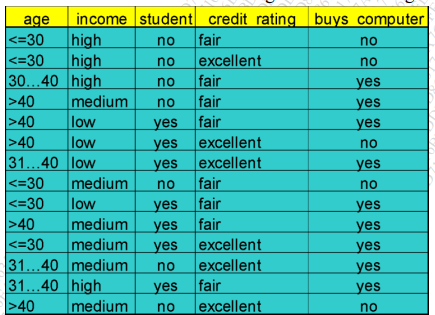 age income student credit rating buys computer
<=30 high no fair no
<=30 high no excellent no
30...40 high no fair yes
>40 medium no fair yes
>40 low yes fair yes
>40 low yes excellent no
31...40 low yes excellent yes
<=30 medium no fair no
<=30 low yes fair yes
>40 medium yes fair yes
<=30 medium yes excellent yes
31...40 medium no excellent yes
31...40 high yes fair yes
>40 medium no excellent no